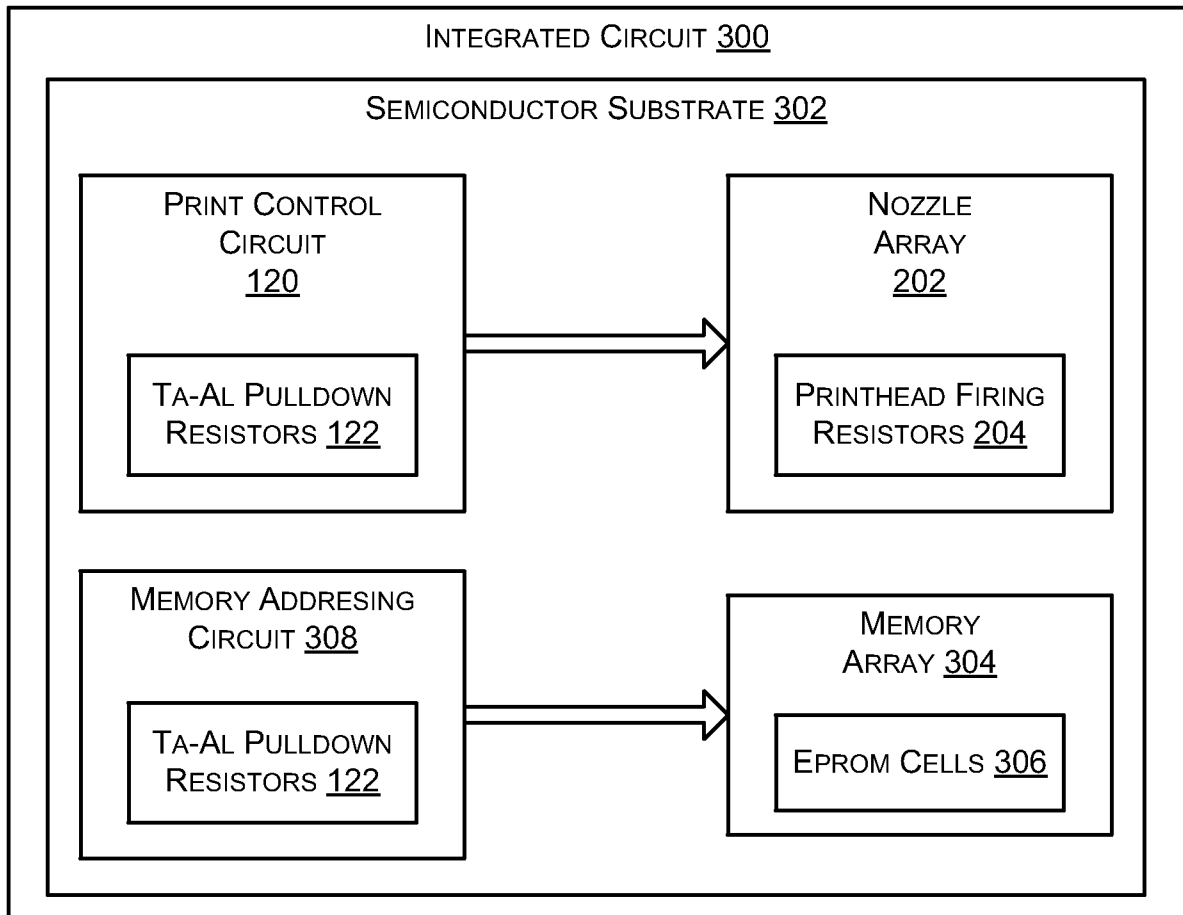 INTEGRATED CIRCUIT 300
SEMICONDUCTOR SUBSTRATE 302
PRINT CONTROL
CIRCUIT
120
TA-AL PULLDOWN
RESISTORS 122
NOZZLE
ARRAY
202
PRINTHEAD FIRING
RESISTORS 204
MEMORY ADDRESING
CIRCUIT 308
TA-AL PULLDOWN
RESISTORS 122
MEMORY
ARRAY 304
EPROM CELLS 306